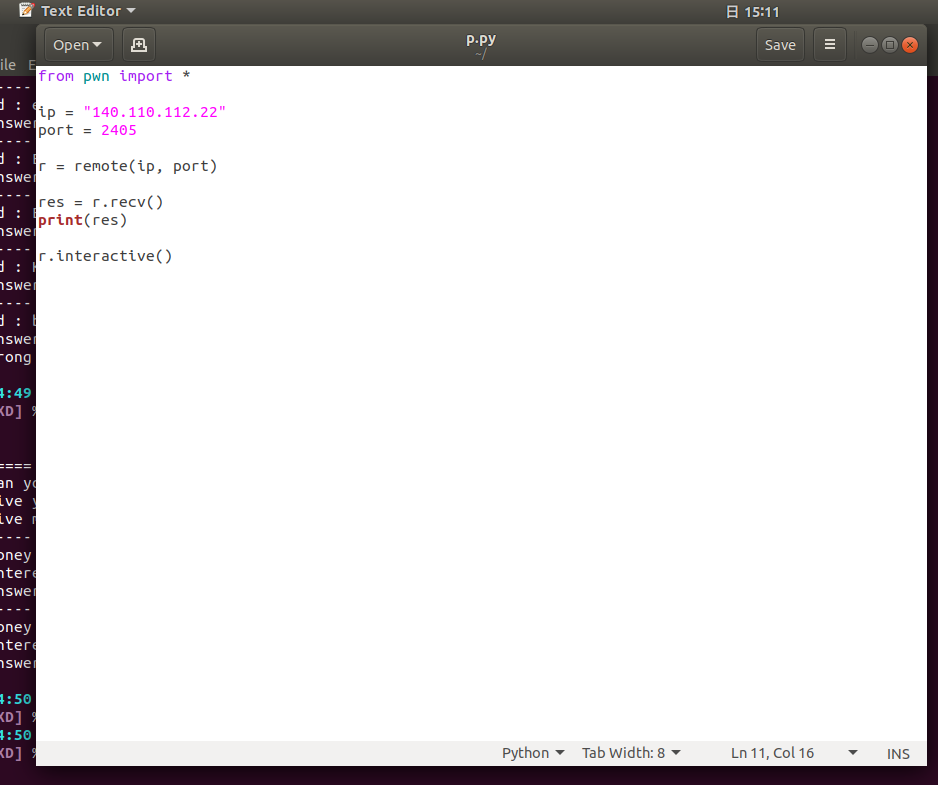 Text Editor
日 15:11
Open
p.py
~/
Save
ile
from pwn import *
ip = "140.110.112.22"
port = 2405
r = remote(ip, port)
res = r.recv()
print(res)
r.interactive()
----
d :
nswer
----
d :
nswer
----
d :
nswer
----
d :
nswer
----
d :
nswer
rong
4:49
XD] %
====
an yo
ive y
ive
----
oney
ntere
nswer
----
oney
ntere
nswer
4:50
XD] %
4:50
XD] %
Python
Tab Width: 8
Ln 11, Col 16
INS